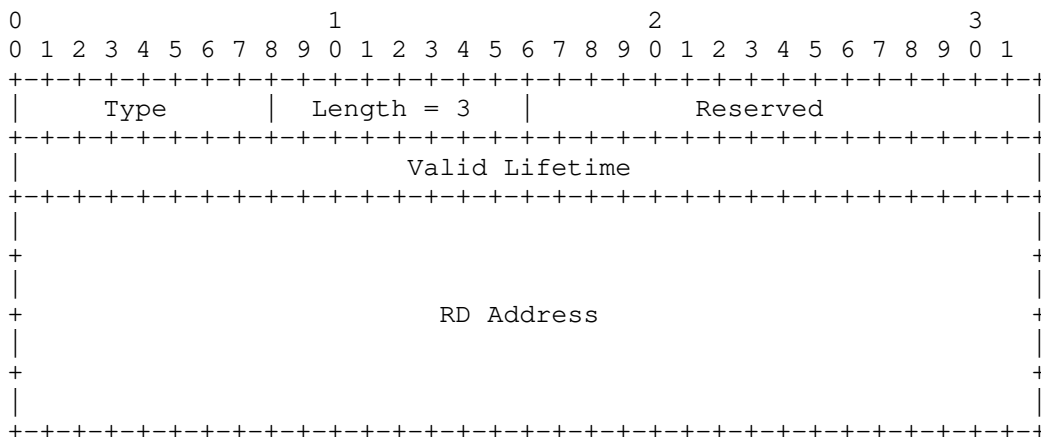 0                   1                   2                   3
0 1 2 3 4 5 6 7 8 9 0 1 2 3 4 5 6 7 8 9 0 1 2 3 4 5 6 7 8 9 0 1
+-+-+-+-+-+-+-+-+-+-+-+-+-+-+-+-+-+-+-+-+-+-+-+-+-+-+-+-+-+-+-+-+
|     Type      |  Length = 3   |          Reserved             |
+-+-+-+-+-+-+-+-+-+-+-+-+-+-+-+-+-+-+-+-+-+-+-+-+-+-+-+-+-+-+-+-+
|                        Valid Lifetime                         |
+-+-+-+-+-+-+-+-+-+-+-+-+-+-+-+-+-+-+-+-+-+-+-+-+-+-+-+-+-+-+-+-+
|                                                               |
+                                                               +
|                                                               |
+                          RD Address                           +
|                                                               |
+                                                               +
|                                                               |
+-+-+-+-+-+-+-+-+-+-+-+-+-+-+-+-+-+-+-+-+-+-+-+-+-+-+-+-+-+-+-+-+